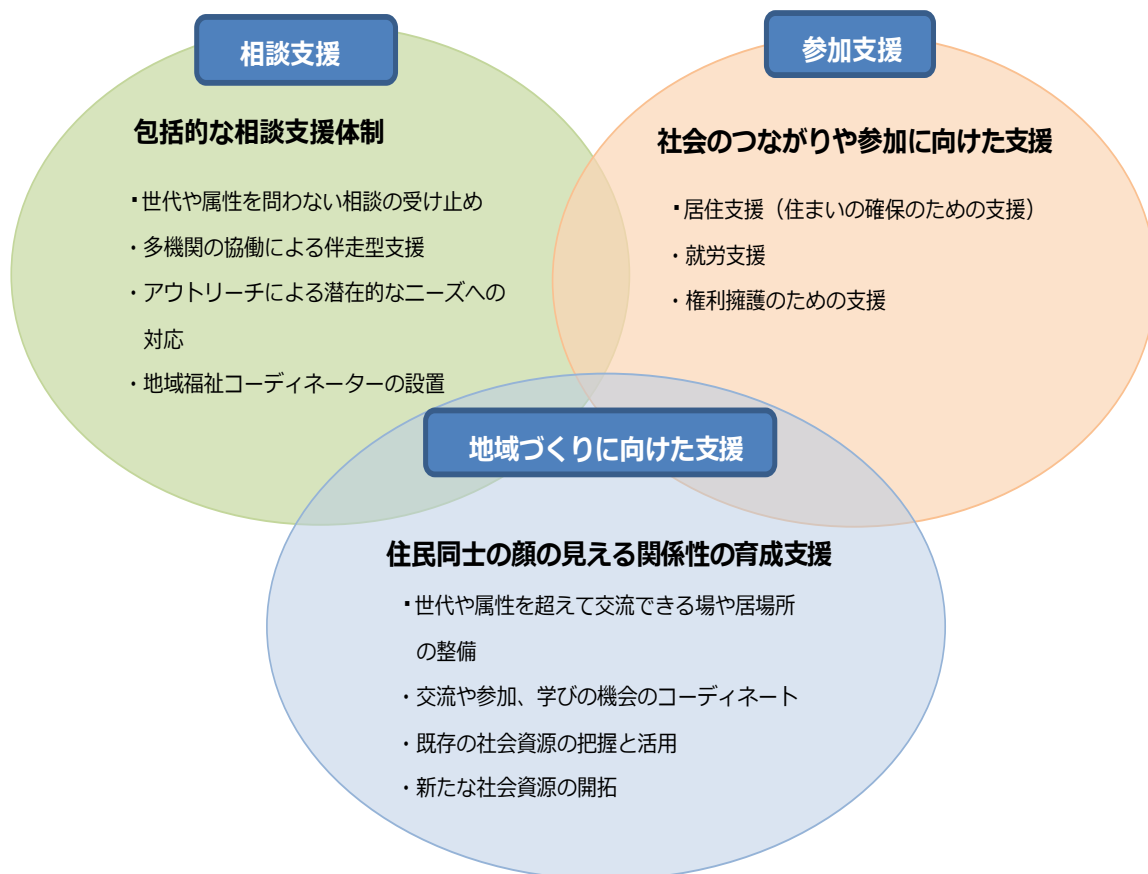 相談支援
包括的な相談支援体制
・世代や属性を問わない相談の受け止め
・多機関の協働による伴走型支援
・アウトリーチによる潜在的なニーズへの
対応
・地域福祉コーディネーターの設置
参加支援
社会のつながりや参加に向けた支援
・居住支援（住まいの確保のための支援）
・就労支援
・権利擁護のための支援
地域づくりに向けた支援
住民同士の顔の見える関係性の育成支援
・世代や属性を超えて交流できる場や居場所
の整備
・交流や参加、学びの機会のコーディネート
・既存の社会資源の把握と活用
・新たな社会資源の開拓